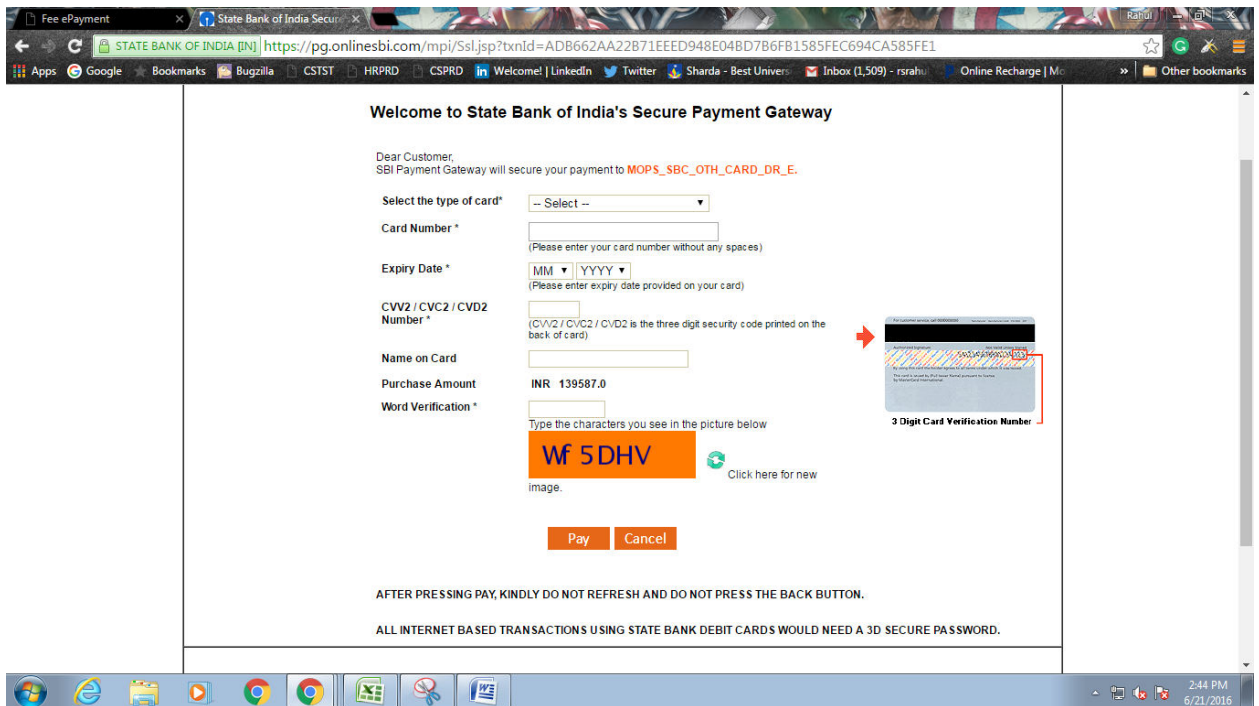 Fee ePayment
State Bank of India Secure
Rahul
STATE BANK OF INDIA [IN] https://pg.onlinesbi.com/mpi/Ssl.jsp?txnId=ADB662AA22B71EEED948E04BD7B6FB1585FEC694CA585FE1
Apps Google Bookmarks Bugzilla CSTST HRPRD CSPRD Welcome! | LinkedIn Twitter Sharda - Best Univers Inbox (1,509) - rsrahu Online Recharge | Mo » Other bookmarks
Welcome to State Bank of India's Secure Payment Gateway
Dear Customer,
SBI Payment Gateway will secure your payment to MOPS_SBC_OTH_CARD_DR_E.
Select the type of card* -- Select --
Card Number *
(Please enter your card number without any spaces)
Expiry Date * MM YYYY
(Please enter expiry date provided on your card)
CVV2 / CVC2 / CVD2
Number *
(CVV2 / CVC2 / CVD2 is the three digit security code printed on the
back of card)
Name on Card
Purchase Amount INR 139587.0
Word Verification *
Type the characters you see in the picture below
Wf 5DHV
Click here for new
image.
3 Digit Card Verification Number
Pay Cancel
AFTER PRESSING PAY, KINDLY DO NOT REFRESH AND DO NOT PRESS THE BACK BUTTON.
ALL INTERNET BASED TRANSACTIONS USING STATE BANK DEBIT CARDS WOULD NEED A 3D SECURE PASSWORD.
2:44 PM
6/21/2016